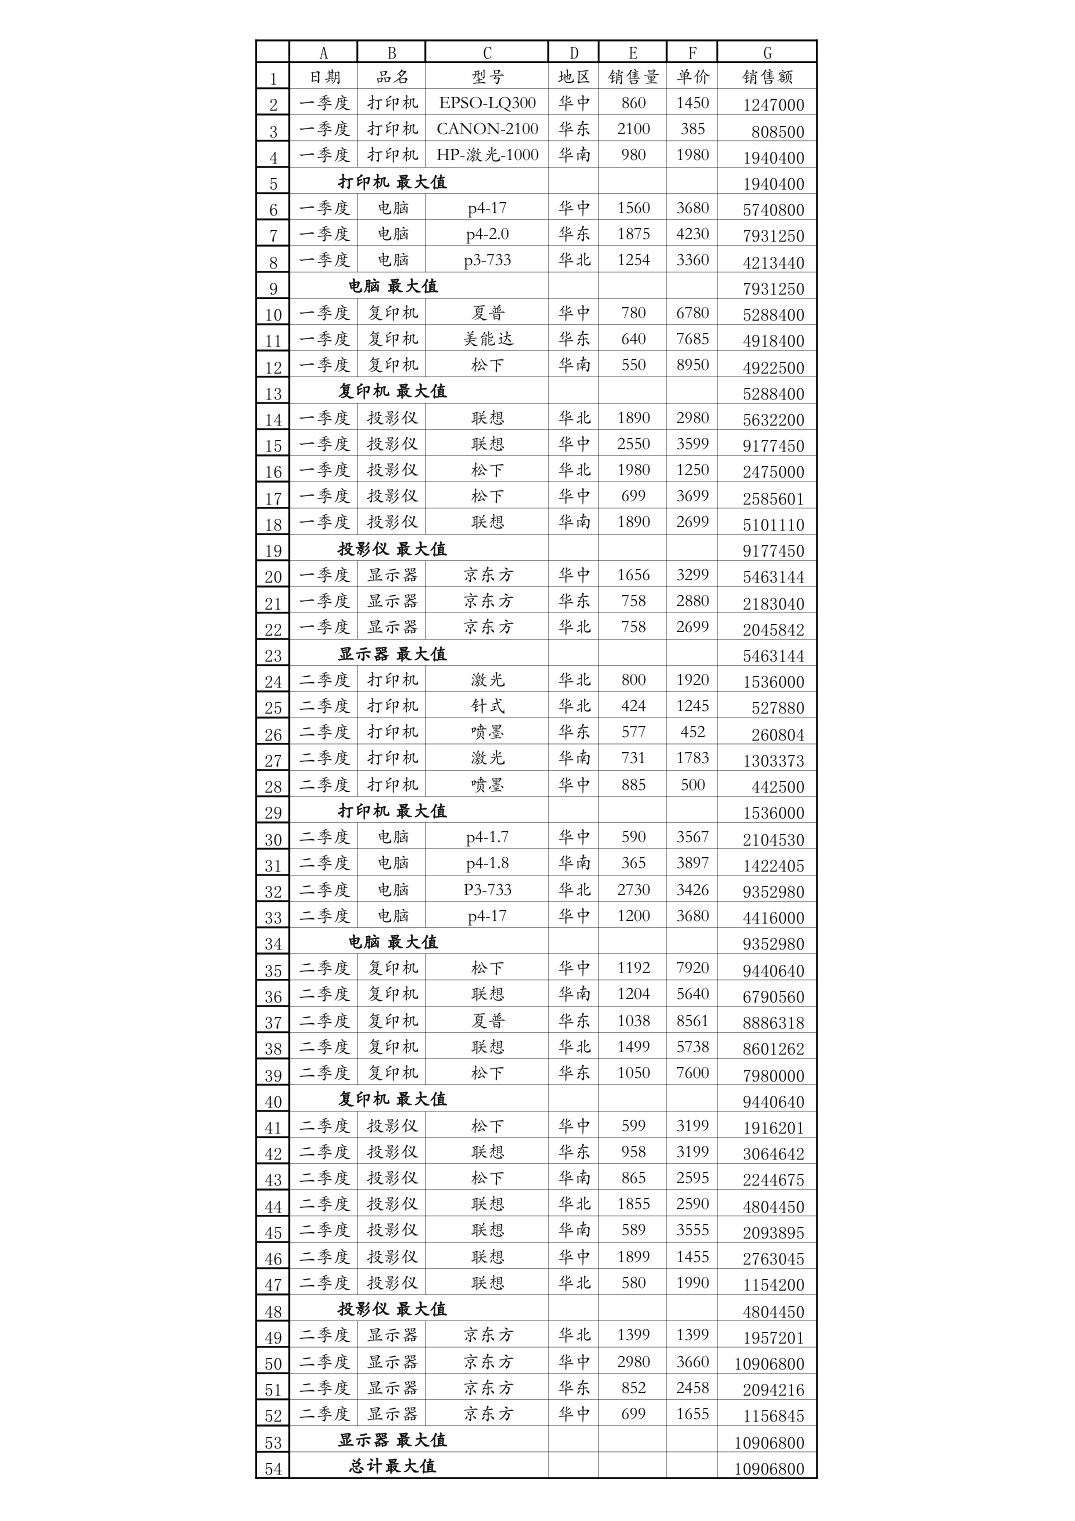 A B C D E F G
1 日期 品名 型号 地区 销售量 单价 销售额
2 一季度 打印机 EPSO-LQ300 华中 860 1450 1247000
3 一季度 打印机 CANON-2100 华东 2100 385 808500
4 一季度 打印机 HP-激光-1000 华南 980 1980 1940400
5 打印机 最大值 1940400
6 一季度 电脑 p4-17 华中 1560 3680 5740800
7 一季度 电脑 p4-2.0 华东 1875 4230 7931250
8 一季度 电脑 p3-733 华北 1254 3360 4213440
9 电脑 最大值 7931250
10 一季度 复印机 夏普 华中 780 6780 5288400
11 一季度 复印机 美能达 华东 640 7685 4918400
12 一季度 复印机 松下 华南 550 8950 4922500
13 复印机 最大值 5288400
14 一季度 投影仪 联想 华北 1890 2980 5632200
15 一季度 投影仪 联想 华中 2550 3599 9177450
16 一季度 投影仪 松下 华北 1980 1250 2475000
17 一季度 投影仪 松下 华中 699 3699 2585601
18 一季度 投影仪 联想 华南 1890 2699 5101110
19 投影仪 最大值 9177450
20 一季度 显示器 京东方 华中 1656 3299 5463144
21 一季度 显示器 京东方 华东 758 2880 2183040
22 一季度 显示器 京东方 华北 758 2699 2045842
23 显示器 最大值 5463144
24 二季度 打印机 激光 华北 800 1920 1536000
25 二季度 打印机 针式 华北 424 1245 527880
26 二季度 打印机 喷墨 华东 577 452 260804
27 二季度 打印机 激光 华南 731 1783 1303373
28 二季度 打印机 喷墨 华中 885 500 442500
29 打印机 最大值 1536000
30 二季度 电脑 p4-1.7 华中 590 3567 2104530
31 二季度 电脑 p4-1.8 华南 365 3897 1422405
32 二季度 电脑 P3-733 华北 2730 3426 9352980
33 二季度 电脑 p4-17 华中 1200 3680 4416000
34 电脑 最大值 9352980
35 二季度 复印机 松下 华中 1192 7920 9440640
36 二季度 复印机 联想 华南 1204 5640 6790560
37 二季度 复印机 夏普 华东 1038 8561 8886318
38 二季度 复印机 联想 华北 1499 5738 8601262
39 二季度 复印机 松下 华东 1050 7600 7980000
40 复印机 最大值 9440640
41 二季度 投影仪 松下 华中 599 3199 1916201
42 二季度 投影仪 联想 华东 958 3199 3064642
43 二季度 投影仪 松下 华南 865 2595 2244675
44 二季度 投影仪 联想 华北 1855 2590 4804450
45 二季度 投影仪 联想 华南 589 3555 2093895
46 二季度 投影仪 联想 华中 1899 1455 2763045
47 二季度 投影仪 联想 华北 580 1990 1154200
48 投影仪 最大值 4804450
49 二季度 显示器 京东方 华北 1399 1399 1957201
50 二季度 显示器 京东方 华中 2980 3660 10906800
51 二季度 显示器 京东方 华东 852 2458 2094216
52 二季度 显示器 京东方 华中 699 1655 1156845
53 显示器 最大值 10906800
54 总计最大值 10906800